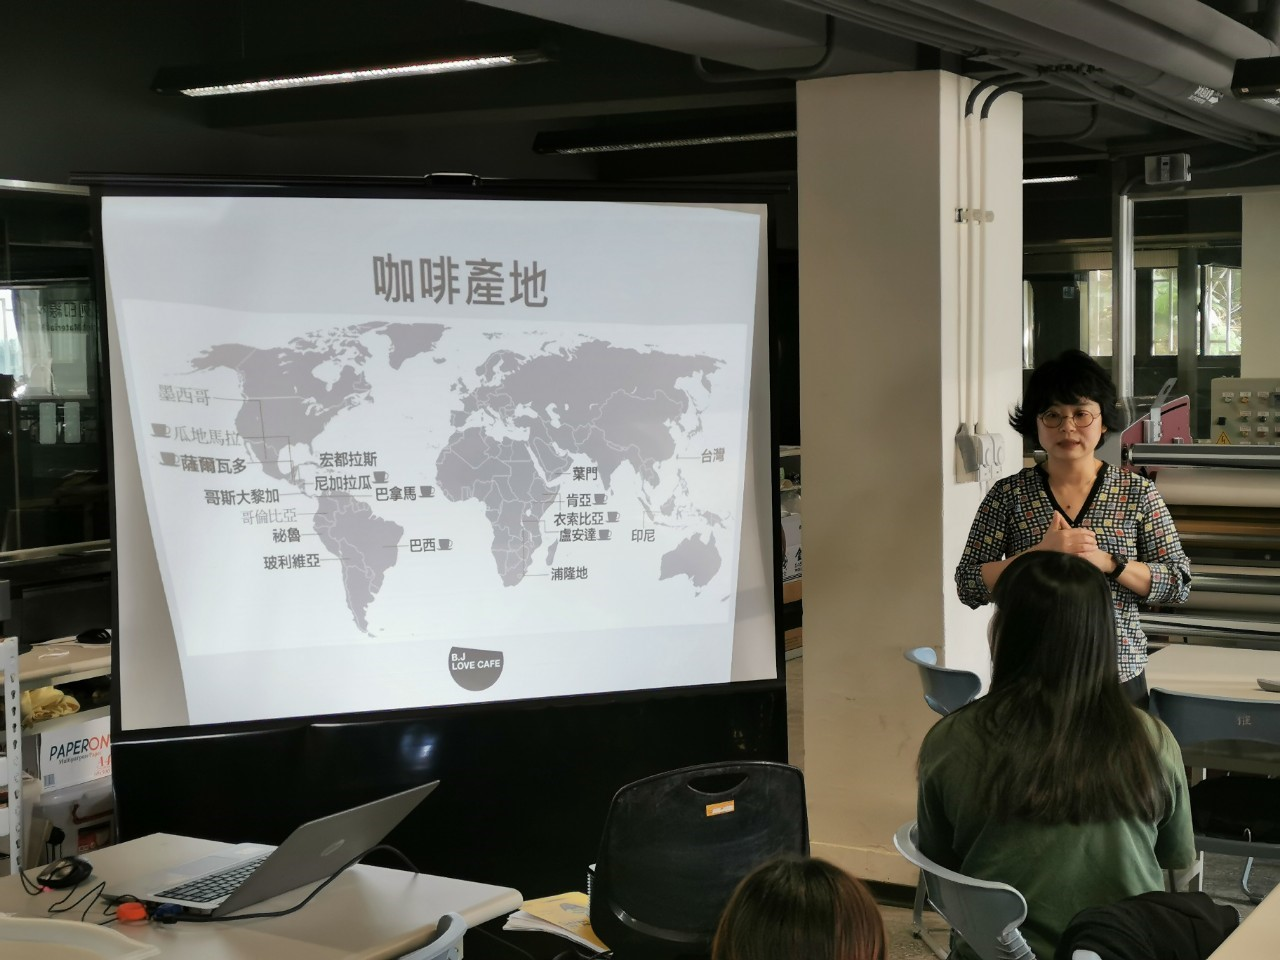 咖啡產地
墨西哥
瓜地馬拉
薩爾瓦多
宏都拉斯
尼加拉瓜
巴拿馬
哥斯大黎加
哥倫比亞
祕魯
玻利維亞
巴西
葉門
肯亞
衣索比亞
盧安達
浦隆地
印尼
台灣
B.J
LOVE CAFE
PAPERON